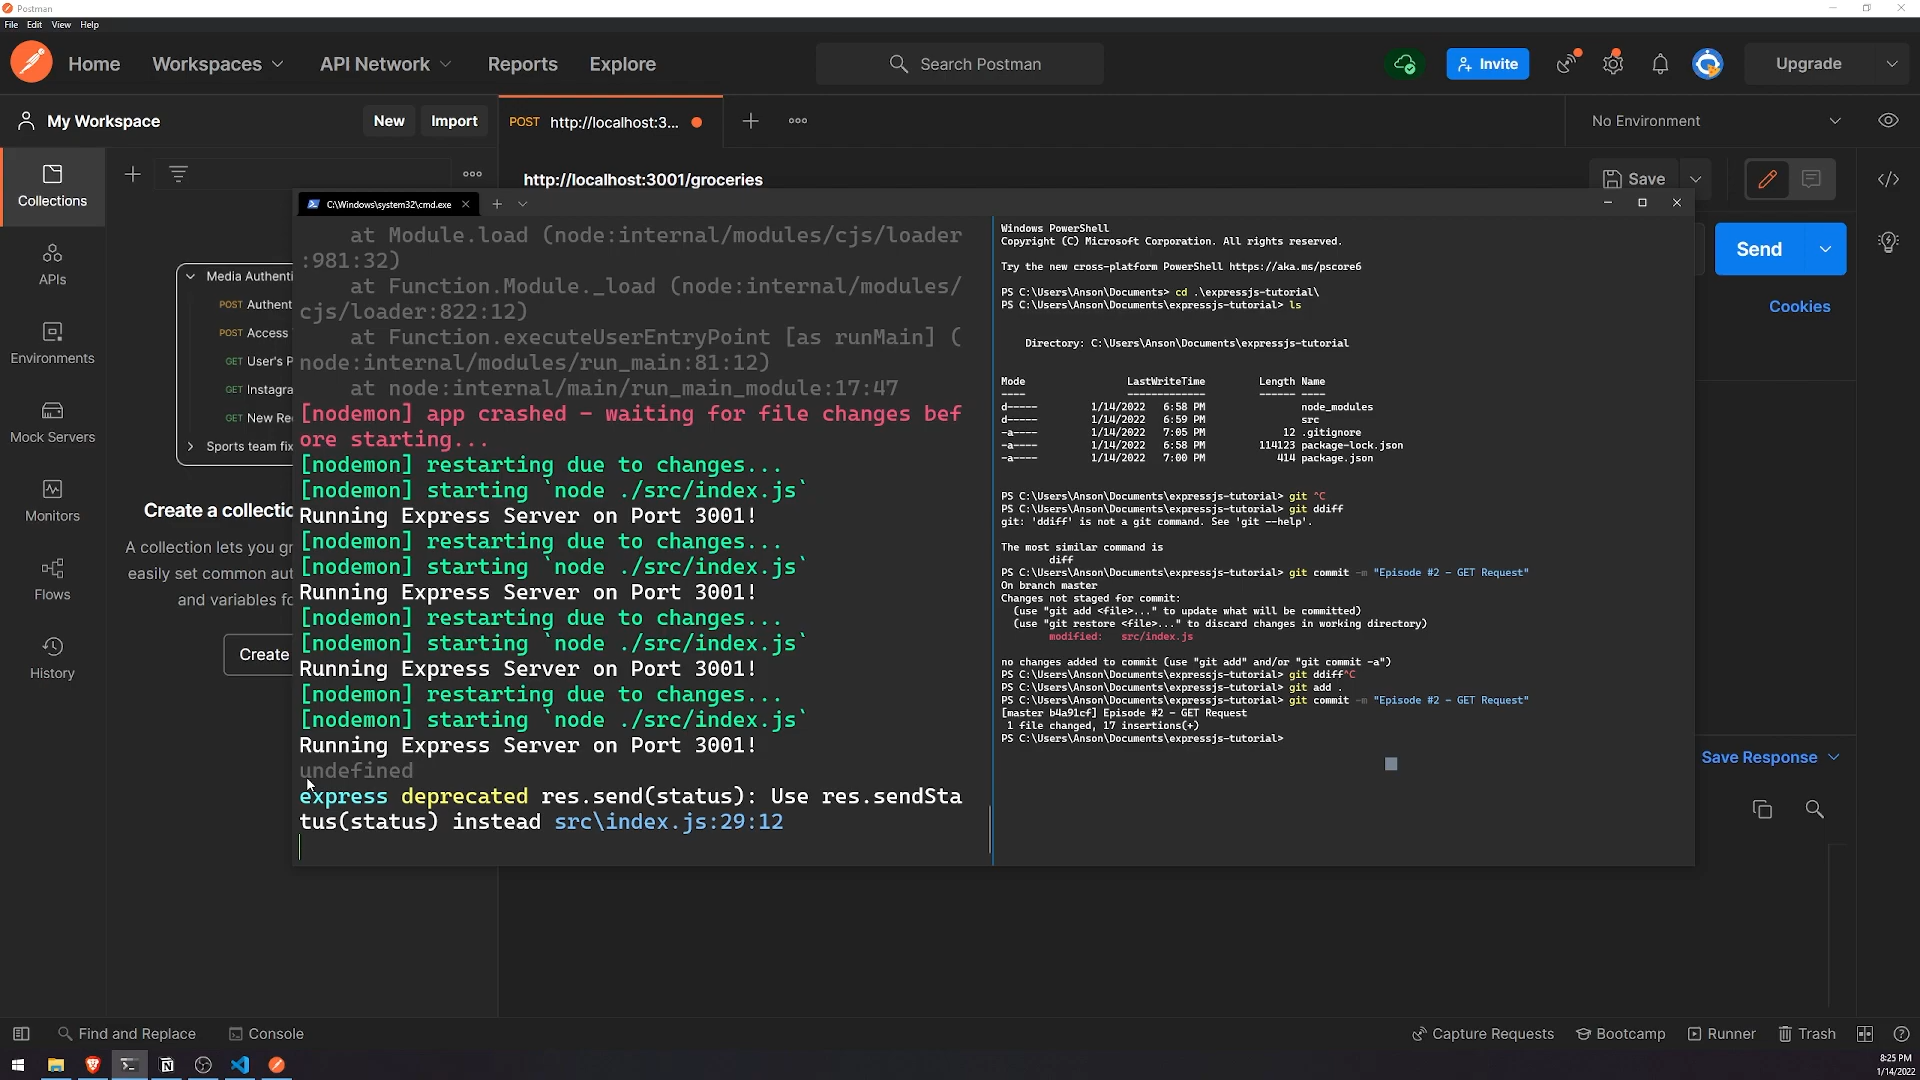 Postman
File Edit View Help
Home Workspaces API Network Reports Explore
Search Postman
Invite
Upgrade
My Workspace
New Import
POST http://localhost:3...
No Environment
Collections
http://localhost:3001/groceries
Save
C:\Windows\system32\cmd.exe
Send
Cookies
APIs
Environments
Mock Servers
Monitors
Flows
History
Media Authenti
POST Authent
POST Access
GET User's P
GET Instagra
GET New Re
Sports team fix
Create a collectio
A collection lets you gr
easily set common aut
and variables fo
Create
at Module.load (node:internal/modules/cjs/loader
:981:32)
at Function.Module._load (node:internal/modules/
cjs/loader:822:12)
at Function.executeUserEntryPoint [as runMain] (
node:internal/modules/run_main:81:12)
at node:internal/main/run_main_module:17:47
[nodemon] app crashed - waiting for file changes bef
ore starting...
[nodemon] restarting due to changes...
[nodemon] starting `node ./src/index.js`
Running Express Server on Port 3001!
[nodemon] restarting due to changes...
[nodemon] starting `node ./src/index.js`
Running Express Server on Port 3001!
[nodemon] restarting due to changes...
[nodemon] starting `node ./src/index.js`
Running Express Server on Port 3001!
[nodemon] restarting due to changes...
[nodemon] starting `node ./src/index.js`
Running Express Server on Port 3001!
undefined
express deprecated res.send(status): Use res.sendSta
tus(status) instead src\index.js:29:12
Windows PowerShell
Copyright (C) Microsoft Corporation. All rights reserved.
Try the new cross-platform PowerShell https://aka.ms/pscore6
PS C:\Users\Anson\Documents> cd .\expressjs-tutorial\
PS C:\Users\Anson\Documents\expressjs-tutorial> ls
Directory: C:\Users\Anson\Documents\expressjs-tutorial
Mode LastWriteTime Length Name
---- ------------- ------ ----
d----- 1/14/2022 6:58 PM node_modules
d----- 1/14/2022 6:59 PM src
-a---- 1/14/2022 7:05 PM 12 .gitignore
-a---- 1/14/2022 6:58 PM 114123 package-lock.json
-a---- 1/14/2022 7:00 PM 414 package.json
PS C:\Users\Anson\Documents\expressjs-tutorial> git ^C
PS C:\Users\Anson\Documents\expressjs-tutorial> git ddiff
git: 'ddiff' is not a git command. See 'git --help'.
The most similar command is
diff
PS C:\Users\Anson\Documents\expressjs-tutorial> git commit -m "Episode #2 - GET Request"
On branch master
Changes not staged for commit:
(use "git add <file>..." to update what will be committed)
(use "git restore <file>..." to discard changes in working directory)
modified: src/index.js
no changes added to commit (use "git add" and/or "git commit -a")
PS C:\Users\Anson\Documents\expressjs-tutorial> git ddiff^C
PS C:\Users\Anson\Documents\expressjs-tutorial> git add .
PS C:\Users\Anson\Documents\expressjs-tutorial> git commit -m "Episode #2 - GET Request"
[master b4a91cf] Episode #2 - GET Request
1 file changed, 17 insertions(+)
PS C:\Users\Anson\Documents\expressjs-tutorial>
Save Response
Find and Replace Console
Capture Requests Bootcamp Runner Trash
8:25 PM
1/14/2022